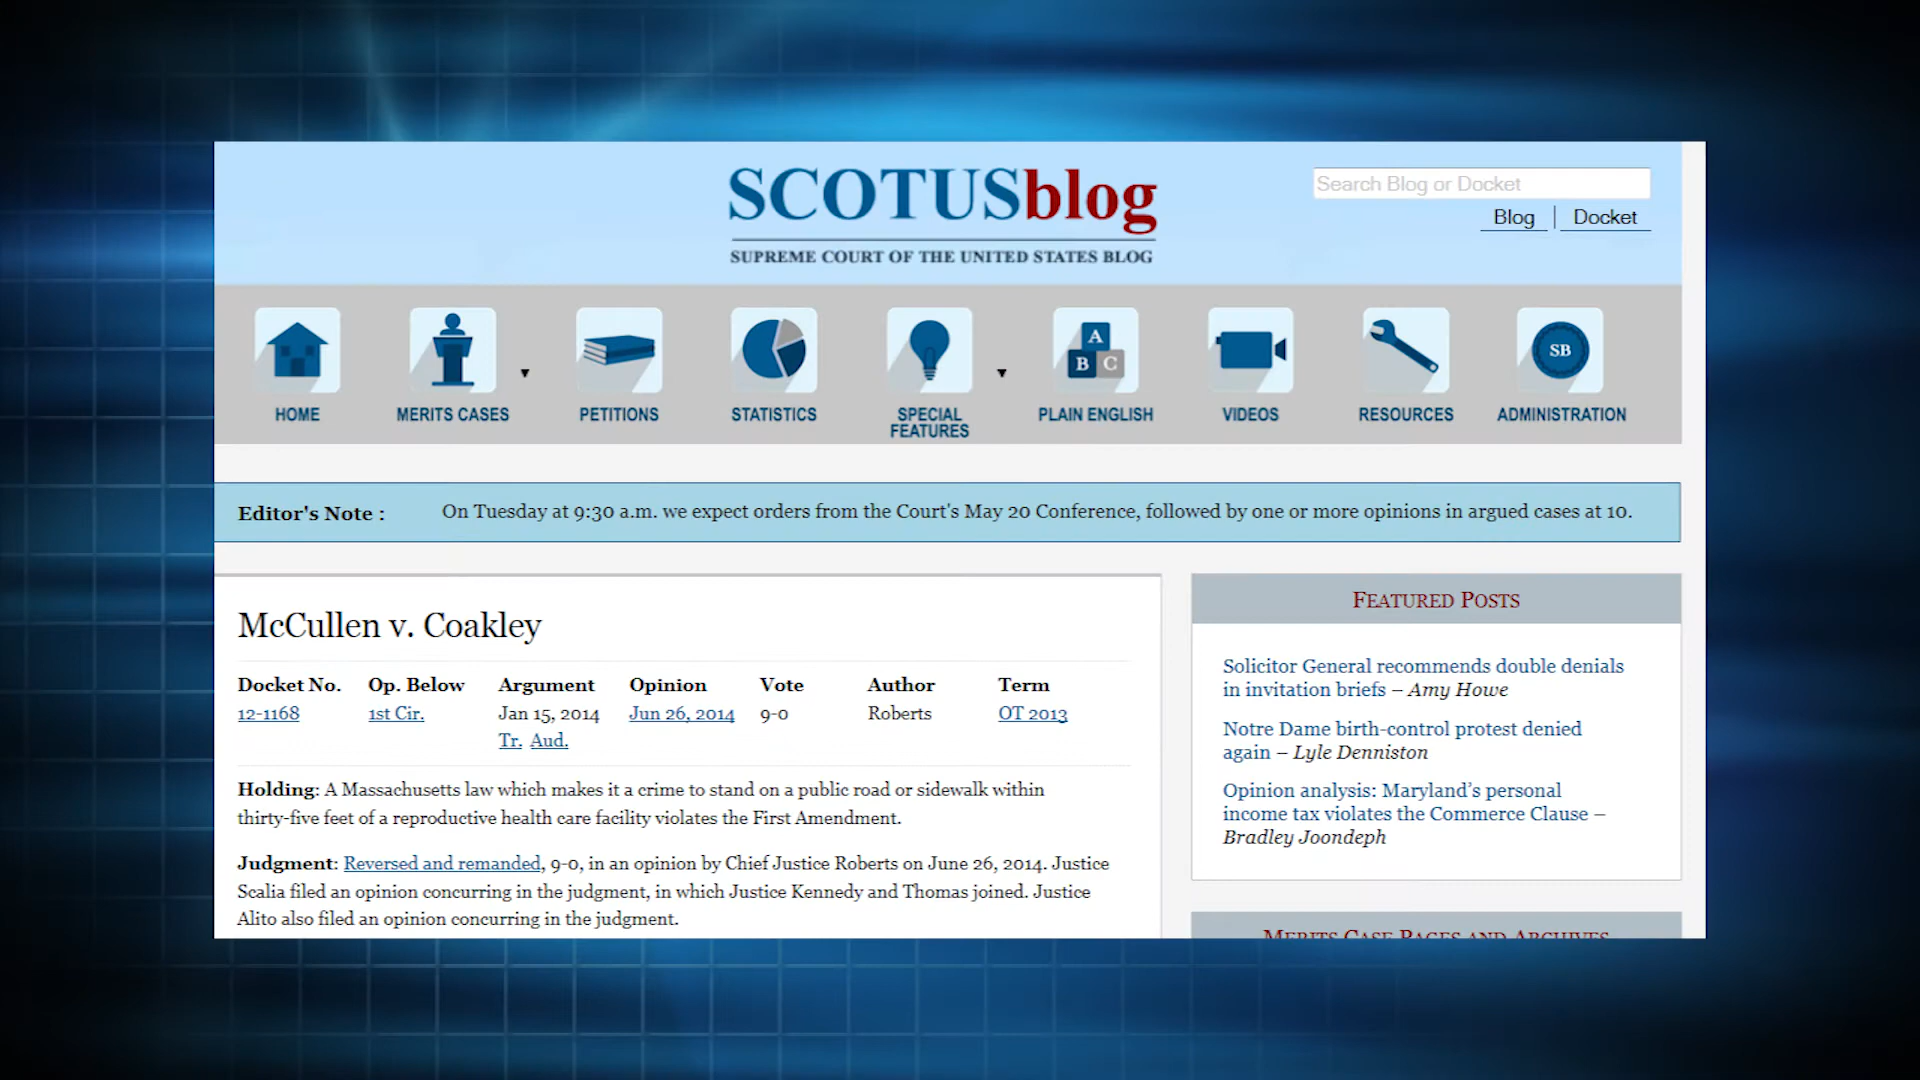 SCOTUSblog
SUPREME COURT OF THE UNITED STATES BLOG
Search Blog or Docket
Blog | Docket
HOME
MERITS CASES
PETITIONS
STATISTICS
SPECIAL
FEATURES
A
B C
PLAIN ENGLISH
VIDEOS
RESOURCES
SB
ADMINISTRATION
Editor's Note : On Tuesday at 9:30 a.m. we expect orders from the Court's May 20 Conference, followed by one or more opinions in argued cases at 10.
McCullen v. Coakley
Docket No. Op. Below Argument Opinion Vote Author Term
12-1168 1st Cir. Jan 15, 2014 Jun 26, 2014 9-0 Roberts OT 2013
Tr. Aud.
Holding: A Massachusetts law which makes it a crime to stand on a public road or sidewalk within
thirty-five feet of a reproductive health care facility violates the First Amendment.
Judgment: Reversed and remanded, 9-0, in an opinion by Chief Justice Roberts on June 26, 2014. Justice
Scalia filed an opinion concurring in the judgment, in which Justice Kennedy and Thomas joined. Justice
Alito also filed an opinion concurring in the judgment.
FEATURED POSTS
Solicitor General recommends double denials
in invitation briefs – Amy Howe
Notre Dame birth-control protest denied
again – Lyle Denniston
Opinion analysis: Maryland's personal
income tax violates the Commerce Clause –
Bradley Joondeph
MERITS CASE PAGES AND ARCHIVES